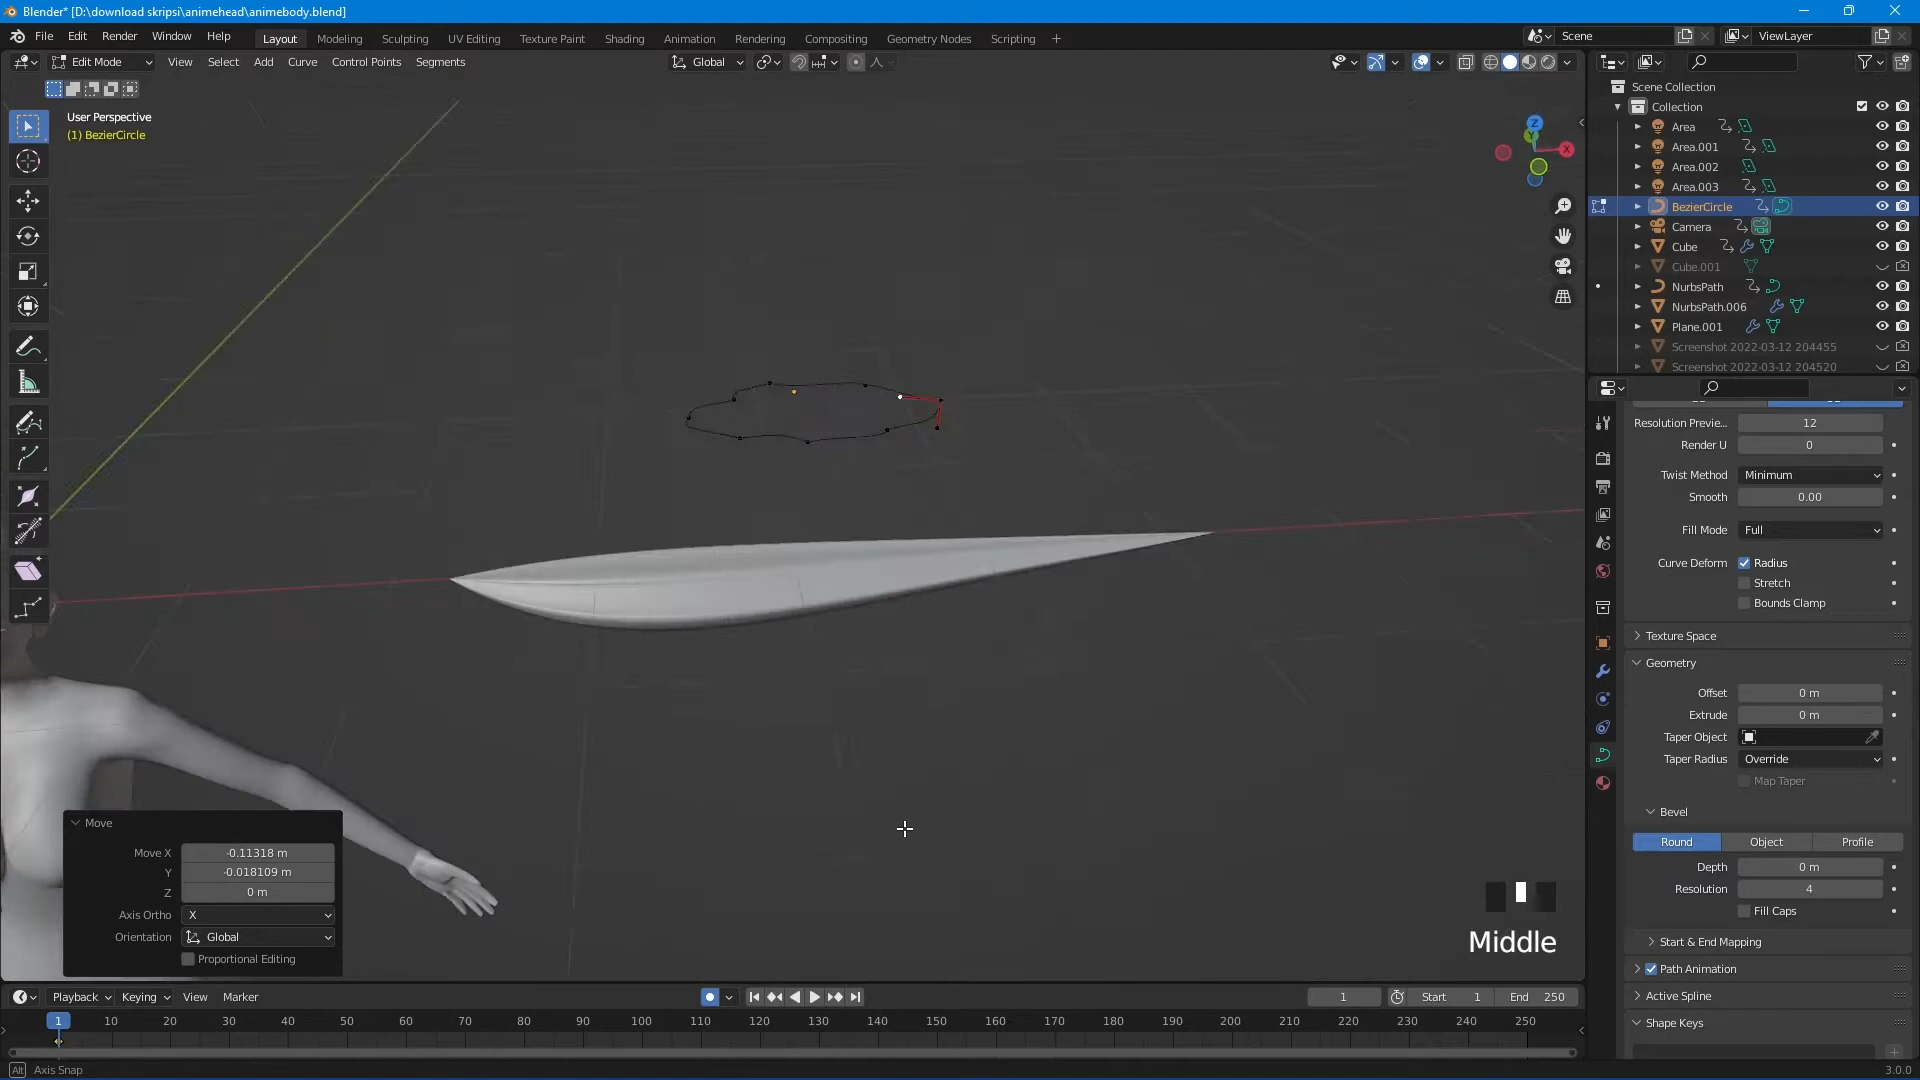 Blender* [D:\download skripsi\animehead\animebody.blend]
File Edit Render Window Help Layout Modeling Sculpting UV Editing Texture Paint Shading Animation Rendering Compositing Geometry Nodes Scripting + Scene ViewLayer
Edit Mode View Select Add Curve Control Points Segments Global
User Perspective
(1) BezierCircle
Z
Y
X
Scene Collection
Collection
Area
Area.001
Area.002
Area.003
BezierCircle
Camera
Cube
Cube.001
NurbsPath
NurbsPath.006
Plane.001
Screenshot 2022-03-12 204455
Screenshot 2022-03-12 204520
Resolution Previe... 12
Render U 0
Twist Method Minimum
Smooth 0.00
Fill Mode Full
Curve Deform Radius
Stretch
Bounds Clamp
Texture Space
Geometry
Offset 0 m
Extrude 0 m
Taper Object
Taper Radius Override
Map Taper
Bevel
Round Object Profile
Depth 0 m
Resolution 4
Fill Caps
Start & End Mapping
Path Animation
Active Spline
Shape Keys
Move
Move X -0.11318 m
Y -0.018109 m
Z 0 m
Axis Ortho X
Orientation Global
Proportional Editing
Middle
Playback Keying View Marker 1 Start 1 End 250
1 10 20 30 40 50 60 70 80 90 100 110 120 130 140 150 160 170 180 190 200 210 220 230 240 250
Alt Axis Snap 3.0.0